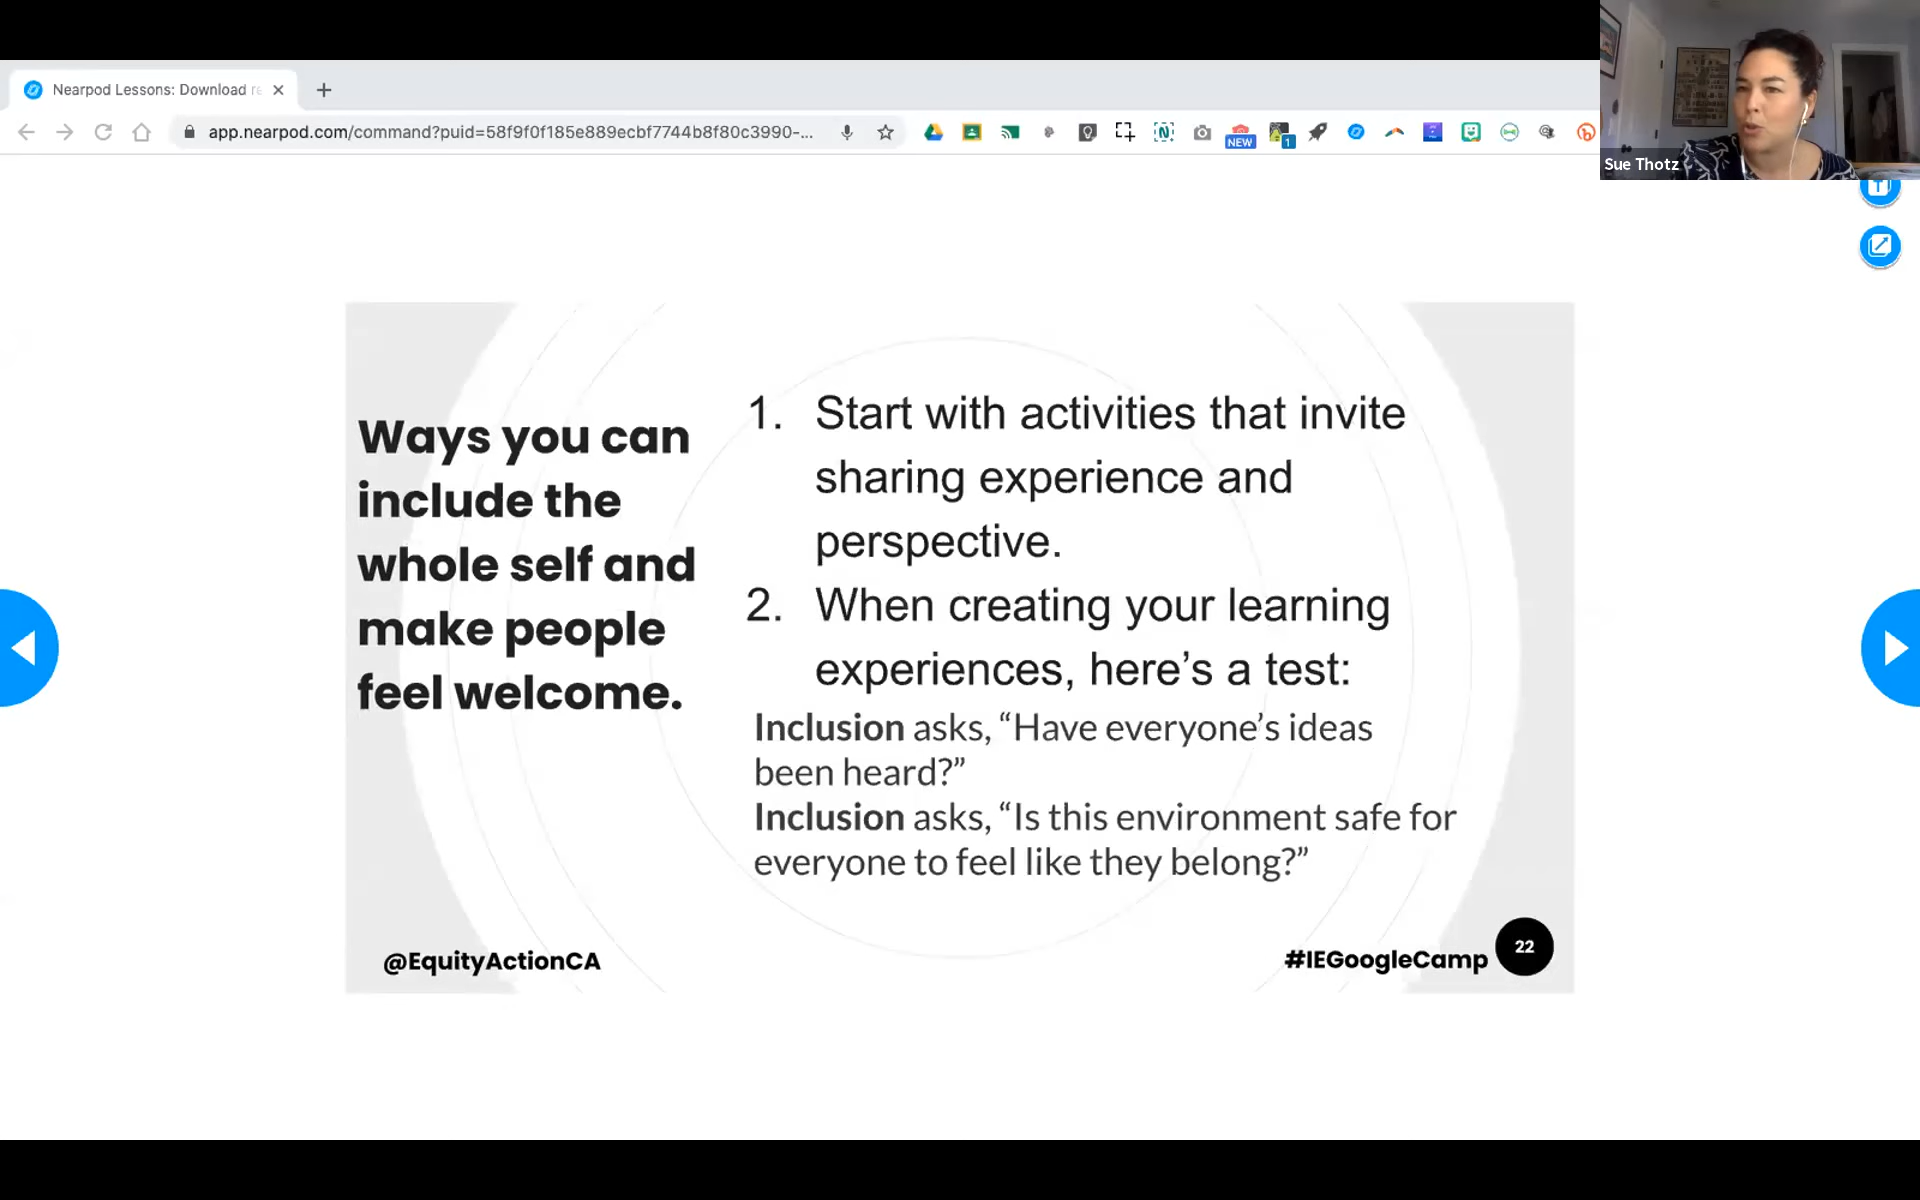 Nearpod Lessons: Download re
app.nearpod.com/command?puid=58f9f0f185e889ecbf7744b8f80c3990-...
NEW
1
Sue Thotz
Ways you can
include the
whole self and
make people
feel welcome.
1. Start with activities that invite
sharing experience and
perspective.
2. When creating your learning
experiences, here’s a test:
Inclusion asks, “Have everyone’s ideas
been heard?”
Inclusion asks, “Is this environment safe for
everyone to feel like they belong?”
@EquityActionCA
#IEGoogleCamp
22